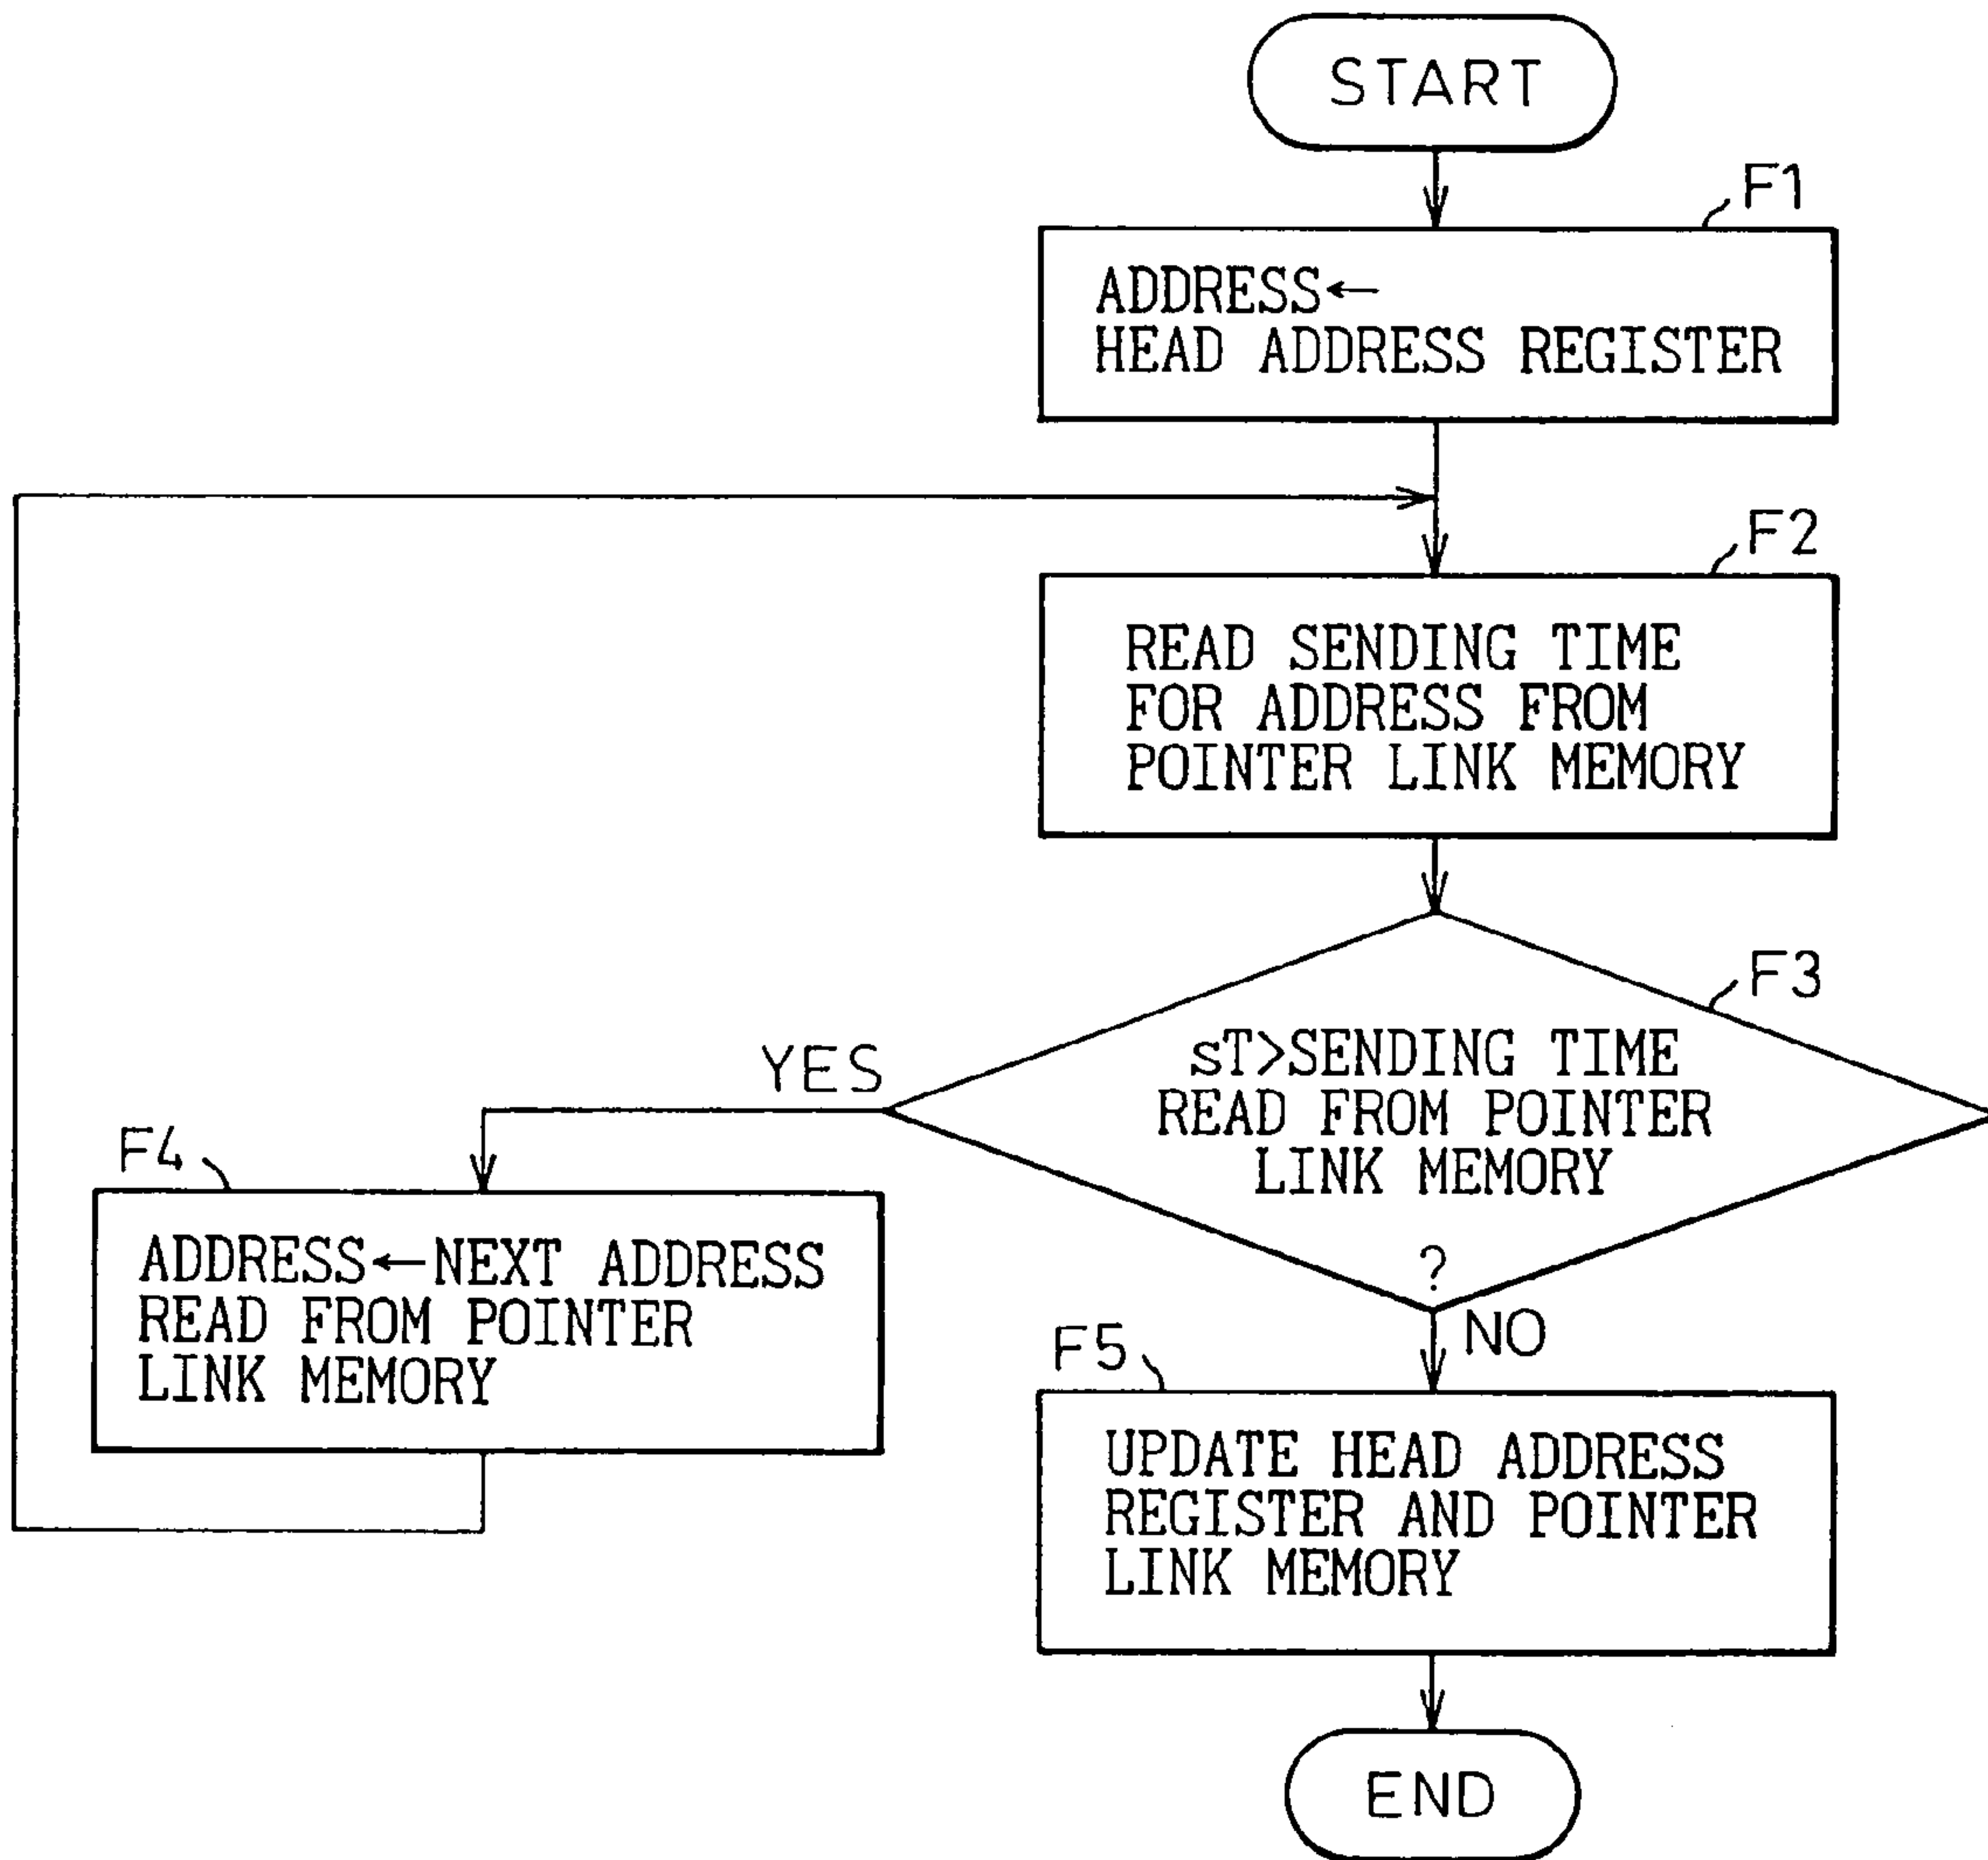 START
F1
ADDRESS←
HEAD ADDRESS REGISTER
F2
READ SENDING TIME
FOR ADDRESS FROM
POINTER LINK MEMORY
F3
sT>SENDING TIME
READ FROM POINTER
LINK MEMORY
?
YES
NO
F4
ADDRESS←NEXT ADDRESS
READ FROM POINTER
LINK MEMORY
F5
UPDATE HEAD ADDRESS
REGISTER AND POINTER
LINK MEMORY
END